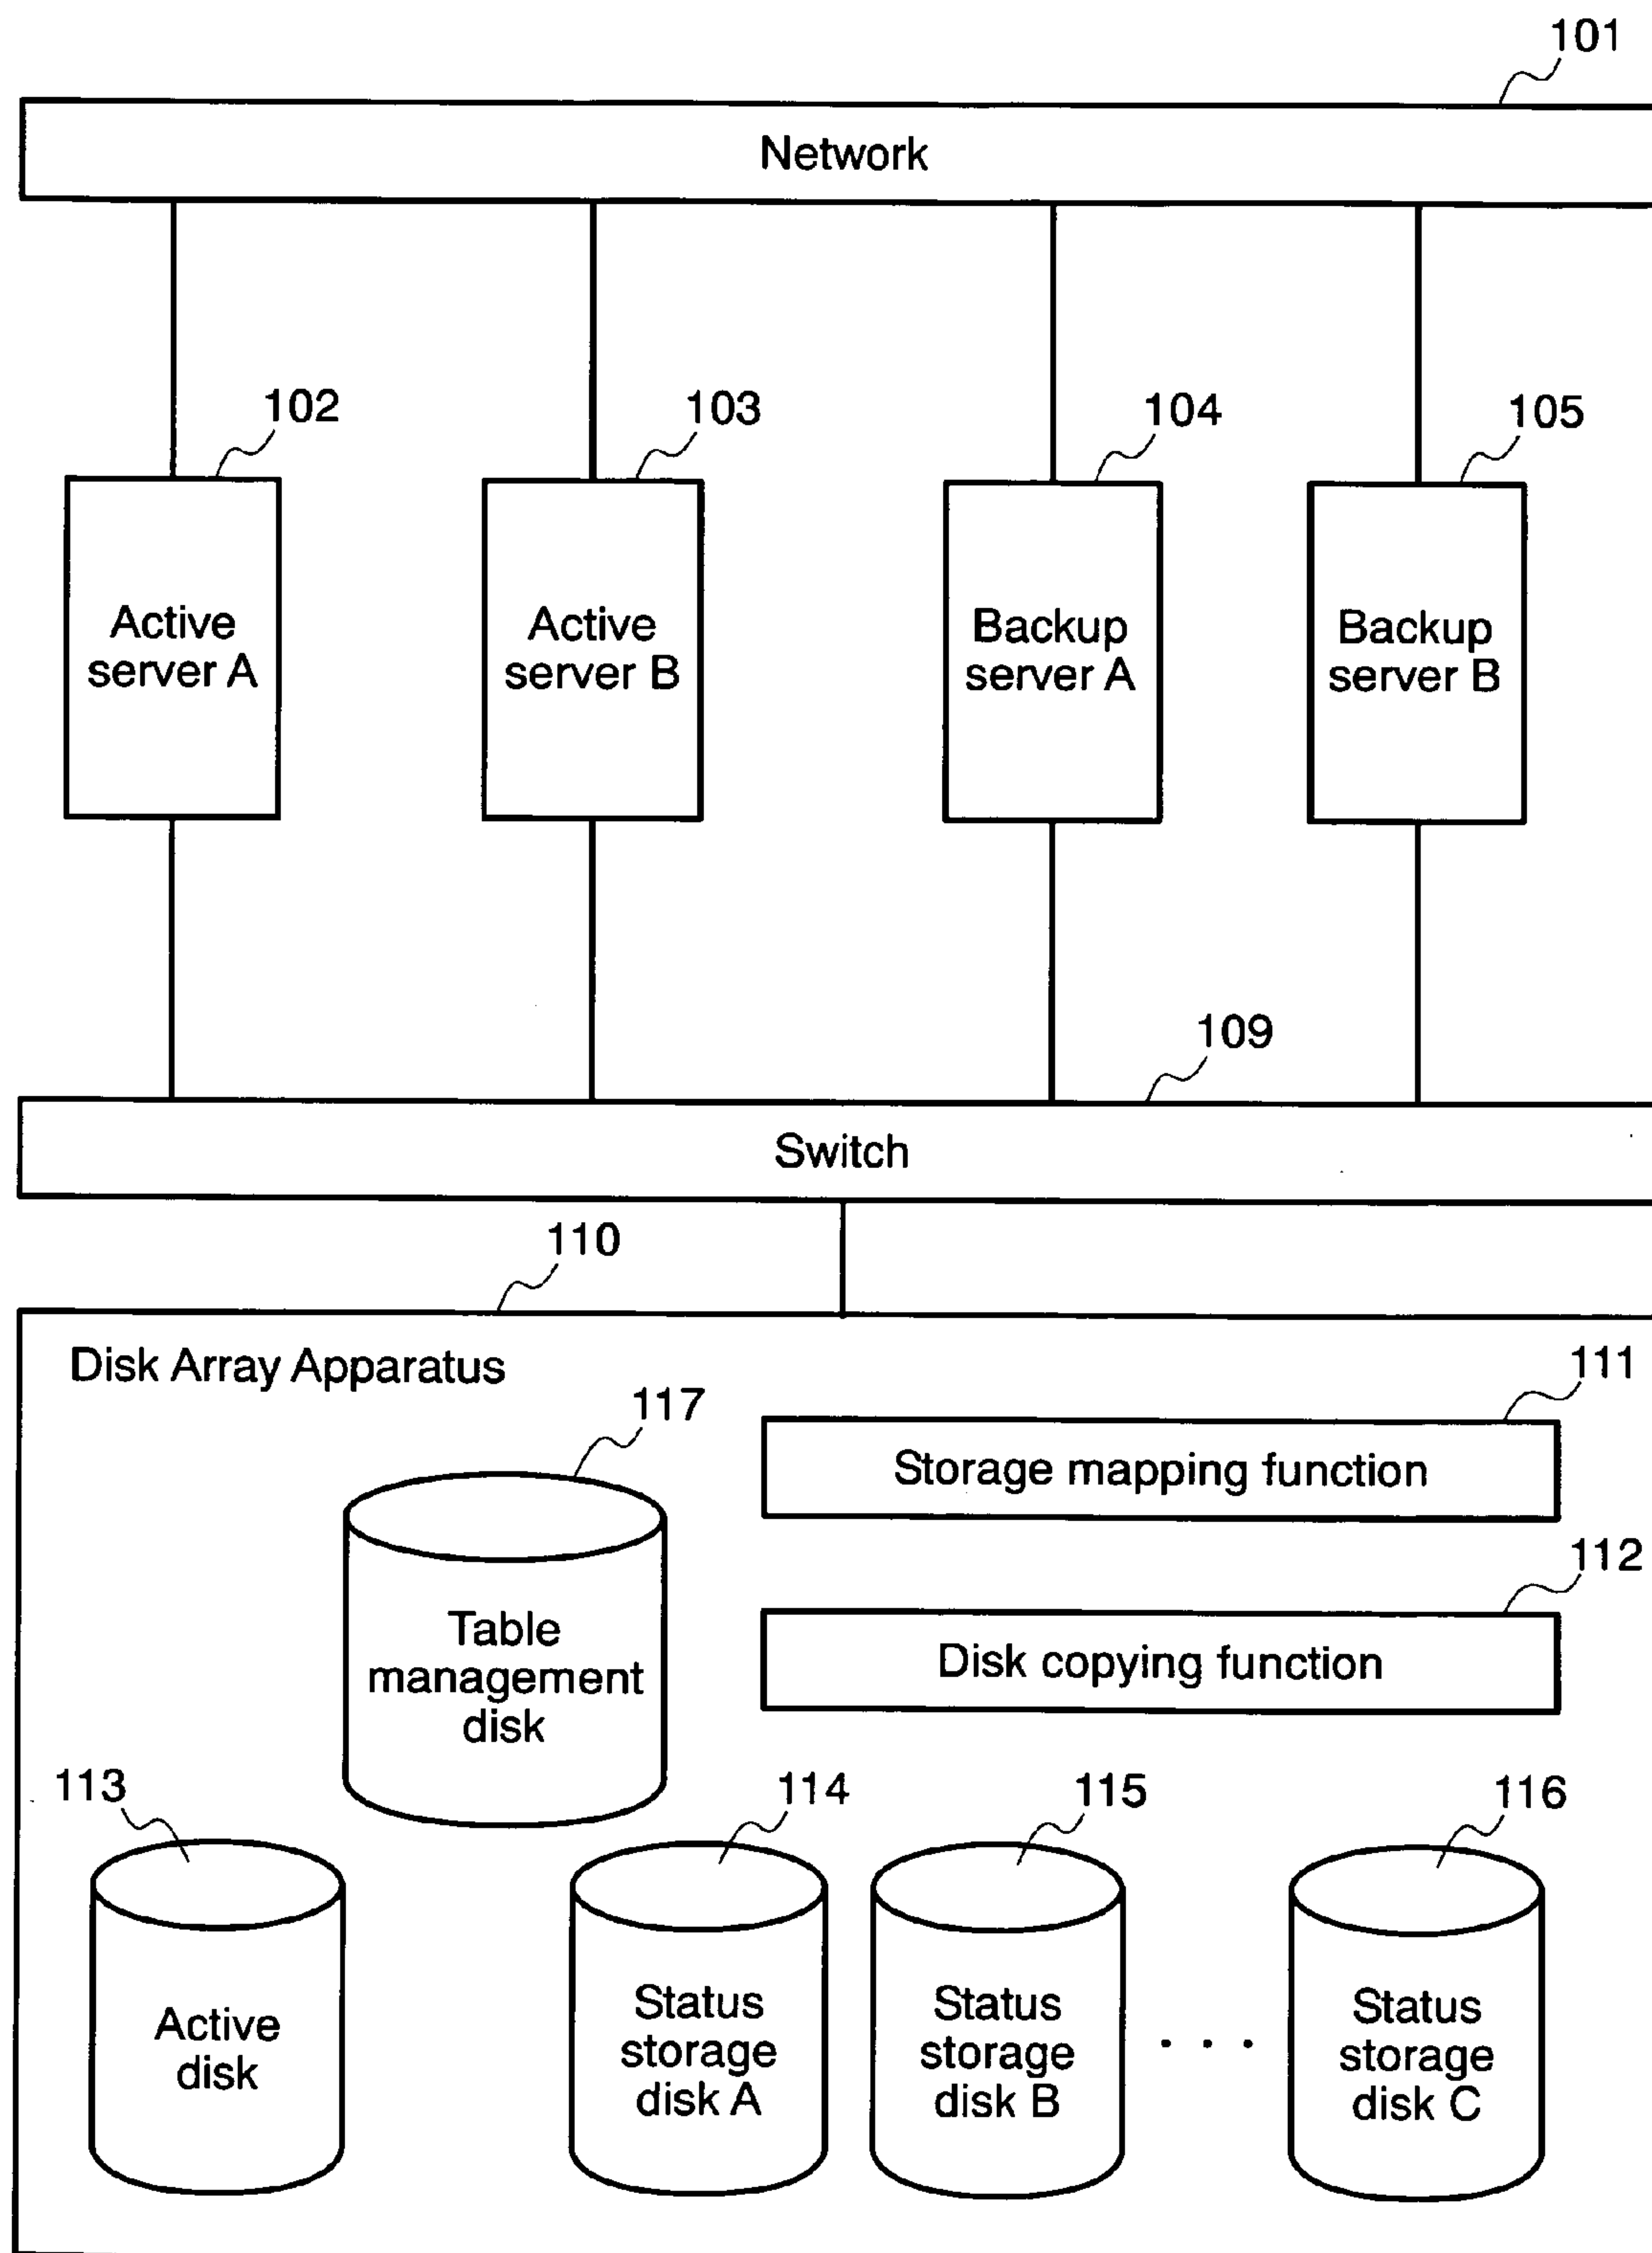 101
Network
102
103
104
105
Active
server A
Active
server B
Backup
server A
Backup
server B
109
Switch
110
Disk Array Apparatus
111
117
Storage mapping function
112
Table
management
disk
Disk copying function
113
114
115
116
Active
disk
Status
storage
disk A
Status
storage
disk B
. . .
Status
storage
disk C